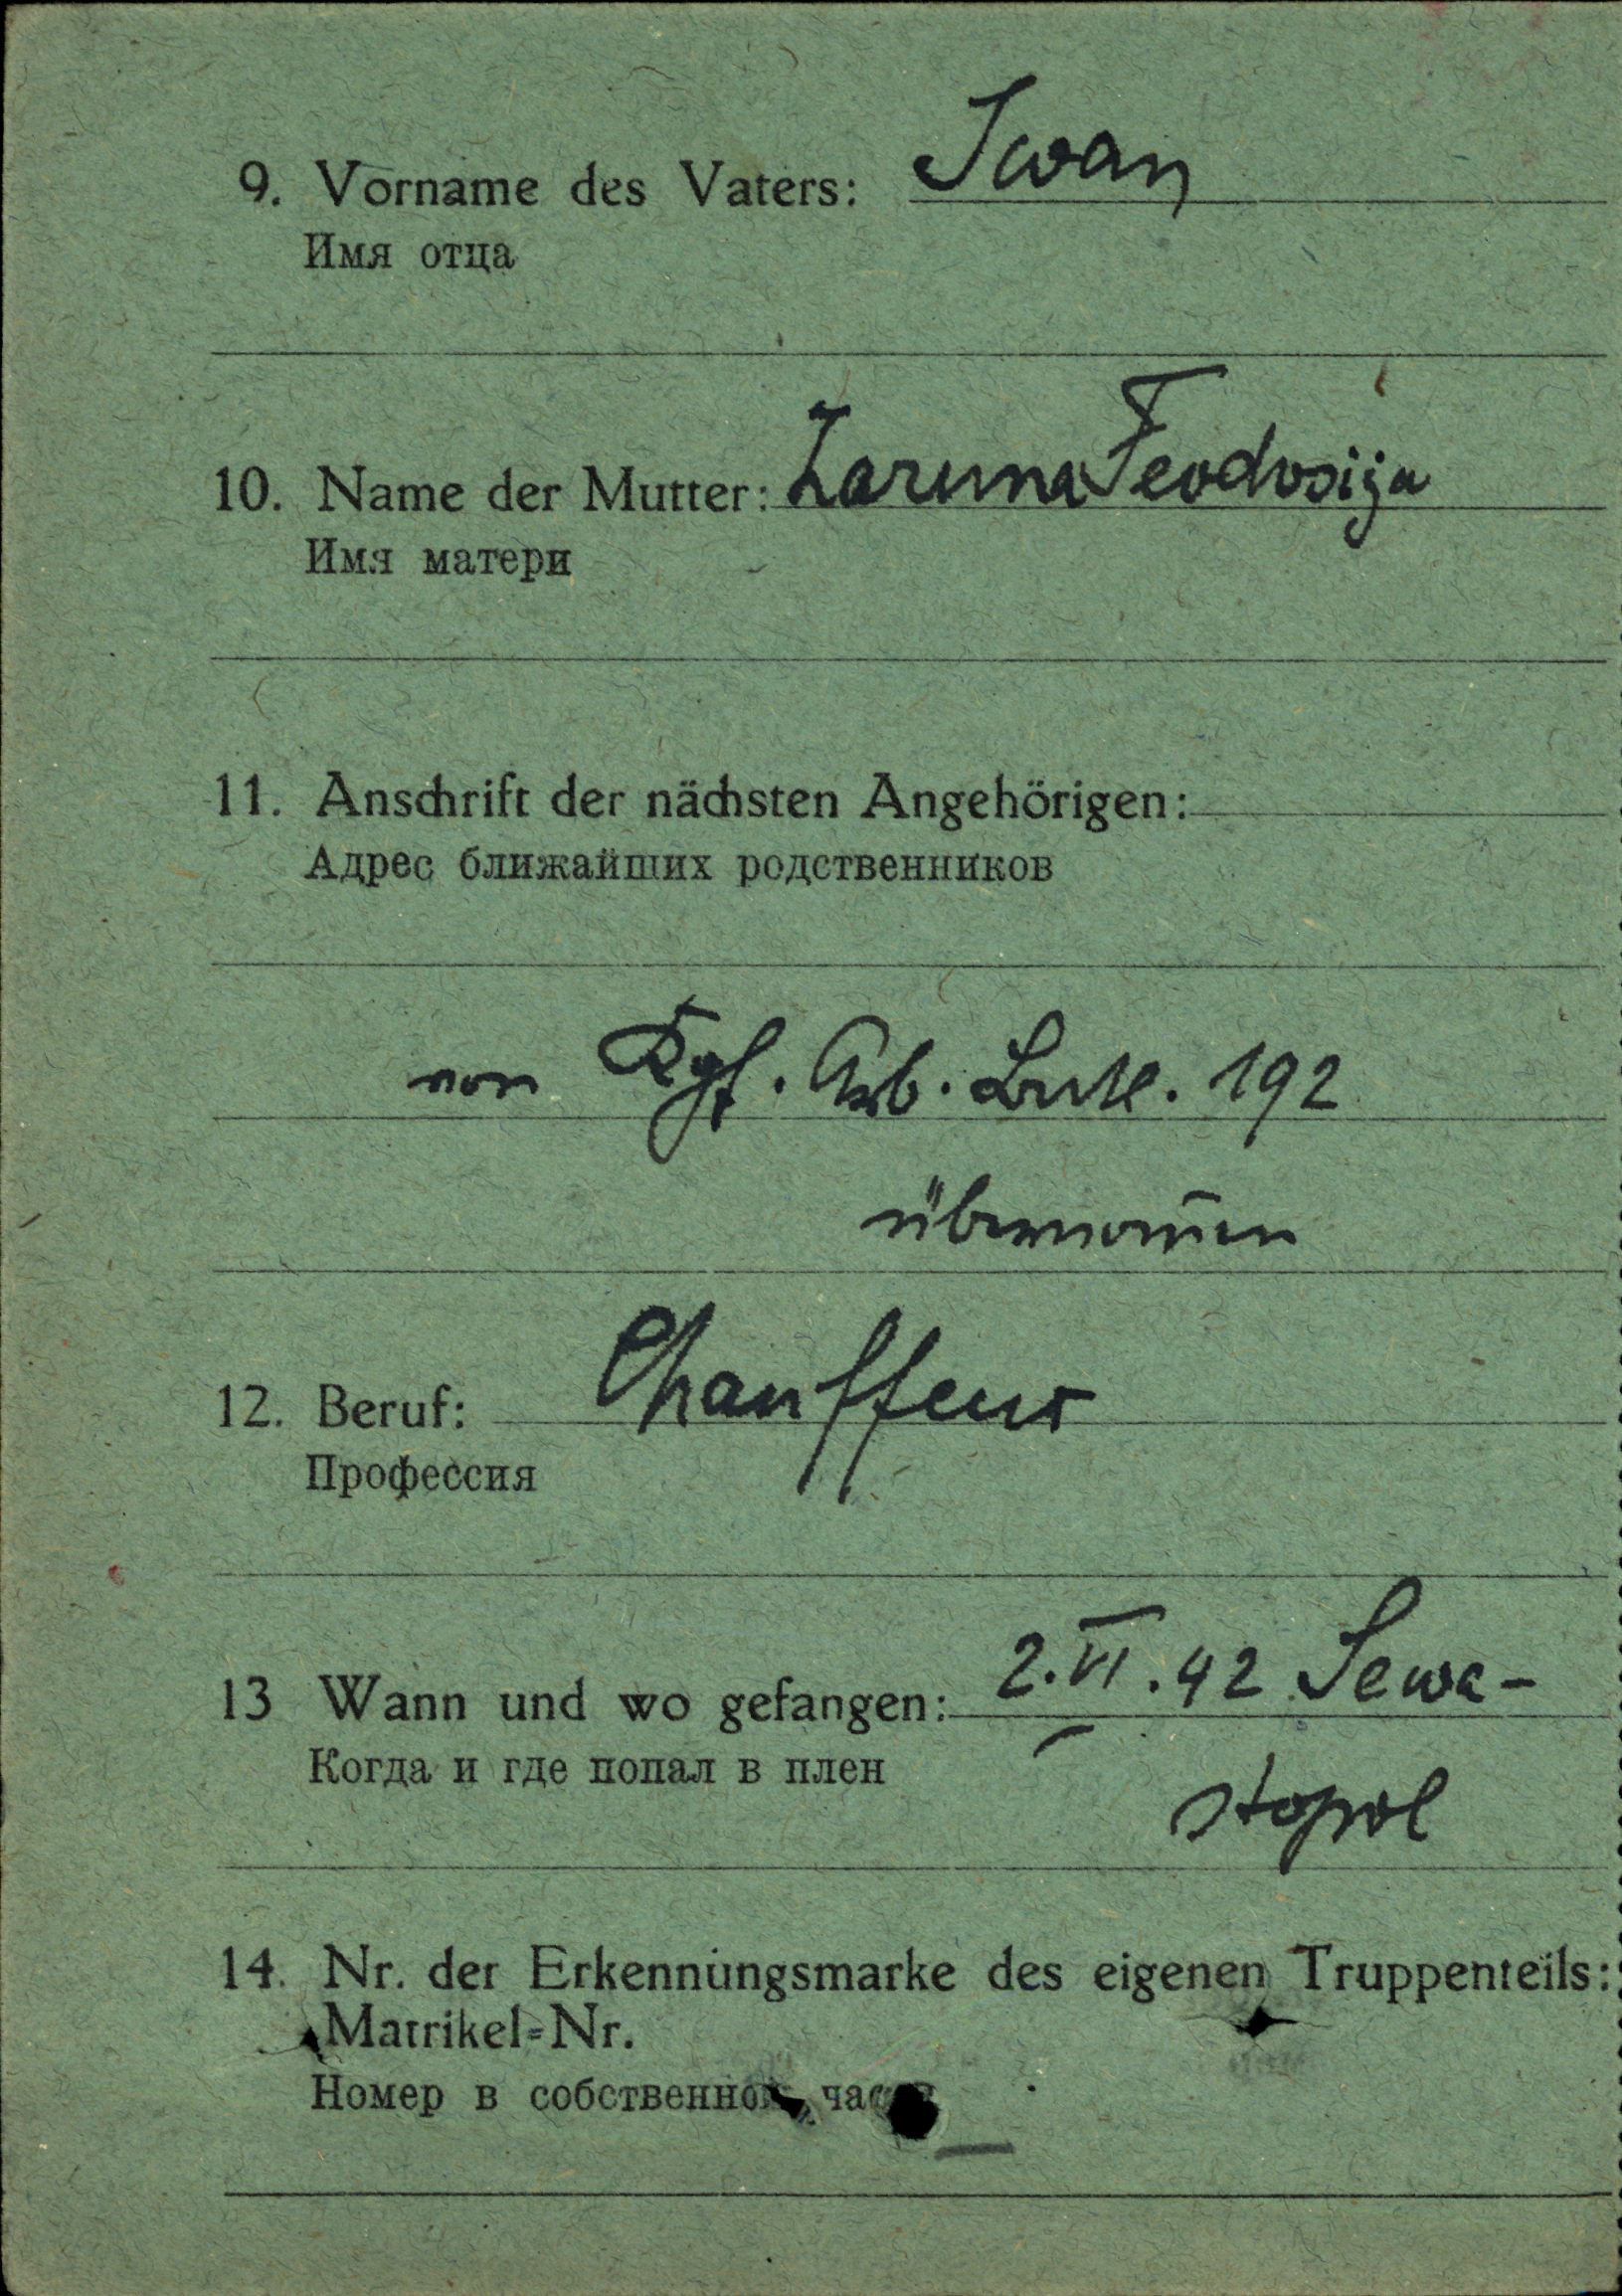 9. Vorname des Vaters: Iwan
Имя отца
10. Name der Mutter: Feodosija
Имя матери
11. Anschrift der nächsten Angehörigen:
Адрес ближайших родственников
von Kgf. Arb. Batl. 192
übernom̄en
12. Beruf: Chauffeur
Профессия
13 Wann und wo gefangen: 2.VI.42 Sewa-
stopol
Когда и где попал в плен
14. Nr. der Erkennungsmarke des eigenen Truppenteils:
Matrikel-Nr.
Номер в собственной